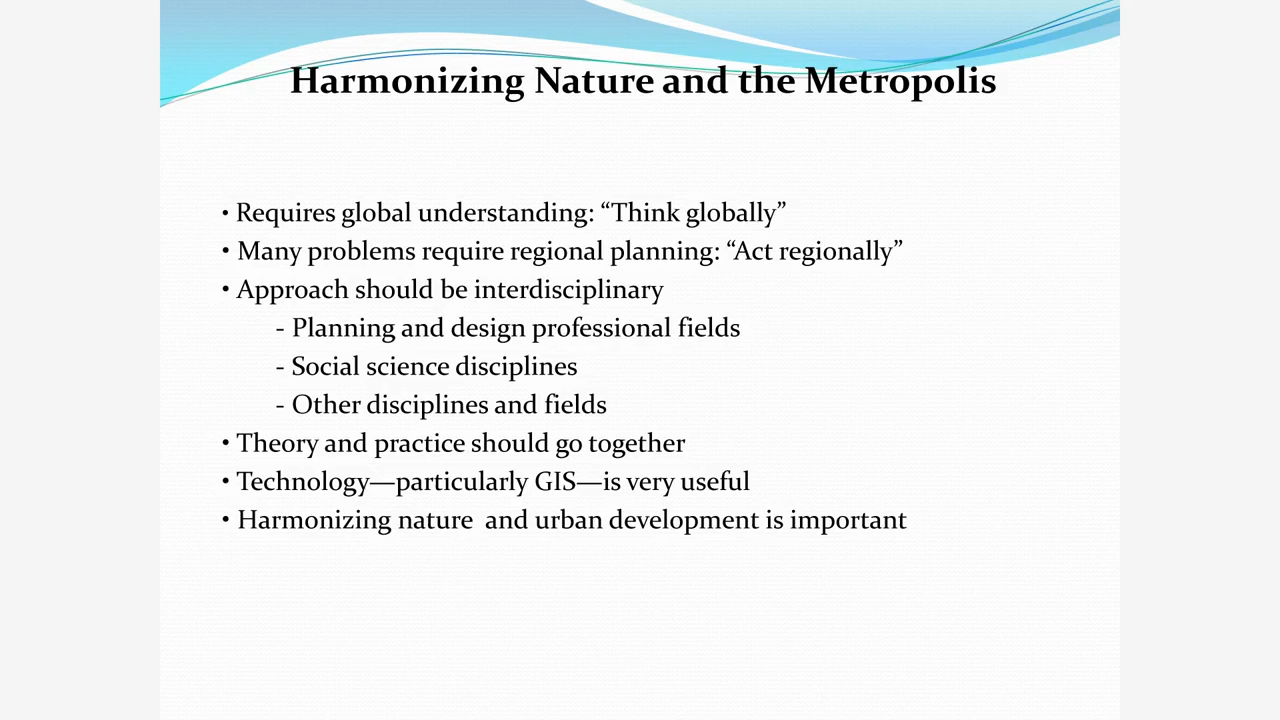 Harmonizing Nature and the Metropolis
• Requires global understanding: “Think globally”
• Many problems require regional planning: “Act regionally”
• Approach should be interdisciplinary
- Planning and design professional fields
- Social science disciplines
- Other disciplines and fields
• Theory and practice should go together
• Technology—particularly GIS—is very useful
• Harmonizing nature  and urban development is important